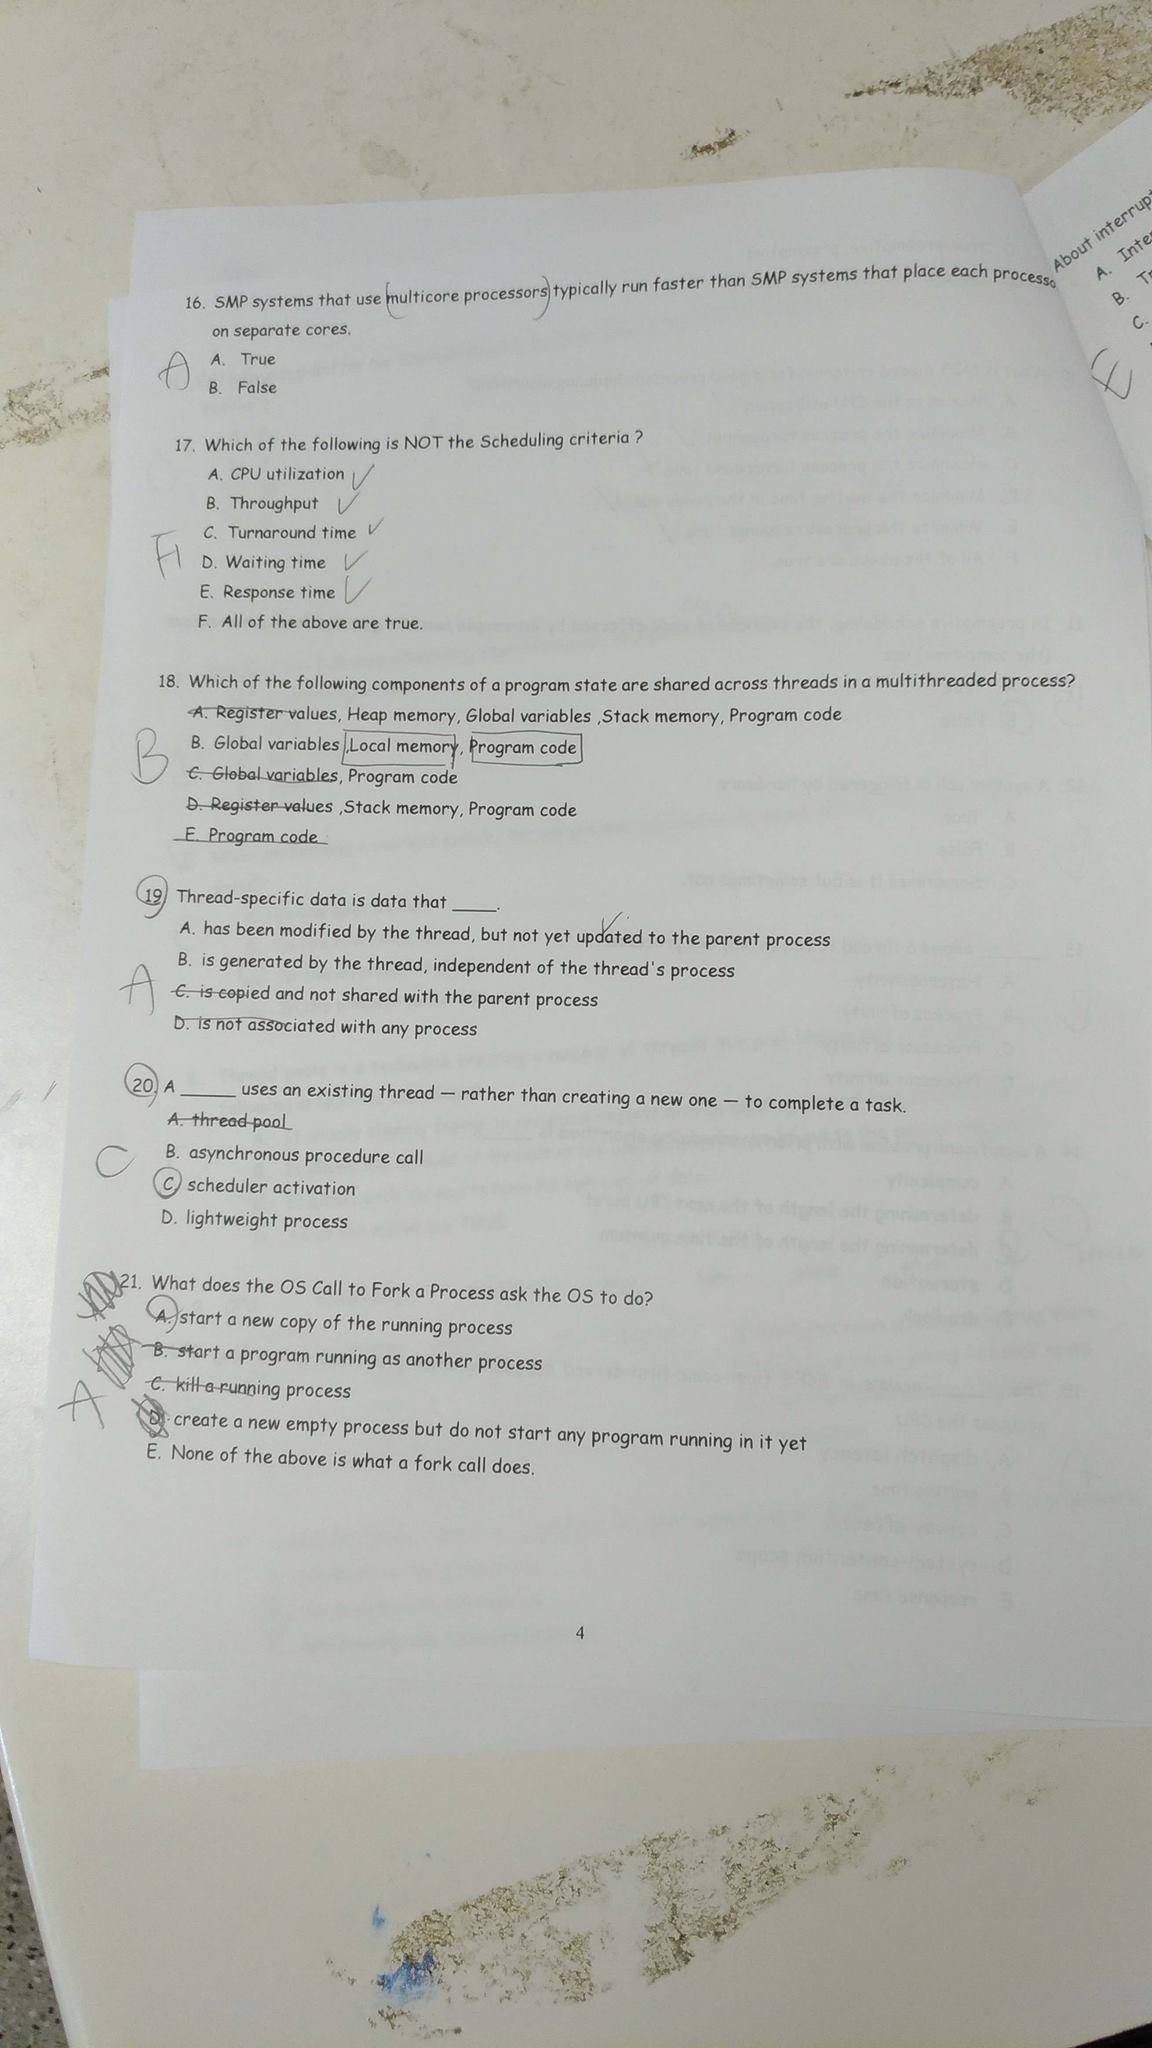 16. SMP systems that use multicore processors typically run faster than SMP systems that place each processo
on separate cores.
A. True
A
B. False
17. Which of the following is NOT the Scheduling criteria ?
A. CPU utilization
B. Throughput
C. Turnaround time
F
D. Waiting time
E. Response time
F. All of the above are true.
18. Which of the following components of a program state are shared across threads in a multithreaded process?
A. Register values, Heap memory, Global variables ,Stack memory, Program code
B
B. Global variables ,Local memory, Program code
C. Global variables, Program code
D. Register values ,Stack memory, Program code
E. Program code
19. Thread-specific data is data that ____.
A. has been modified by the thread, but not yet updated to the parent process
B. is generated by the thread, independent of the thread's process
A
C. is copied and not shared with the parent process
D. is not associated with any process
20. A _____ uses an existing thread — rather than creating a new one — to complete a task.
A. thread pool
C
B. asynchronous procedure call
C. scheduler activation
D. lightweight process
21. What does the OS Call to Fork a Process ask the OS to do?
A. start a new copy of the running process
B. start a program running as another process
A
C. kill a running process
D. create a new empty process but do not start any program running in it yet
E. None of the above is what a fork call does.
4
About interrup
A. Inte
B. T
C.
E